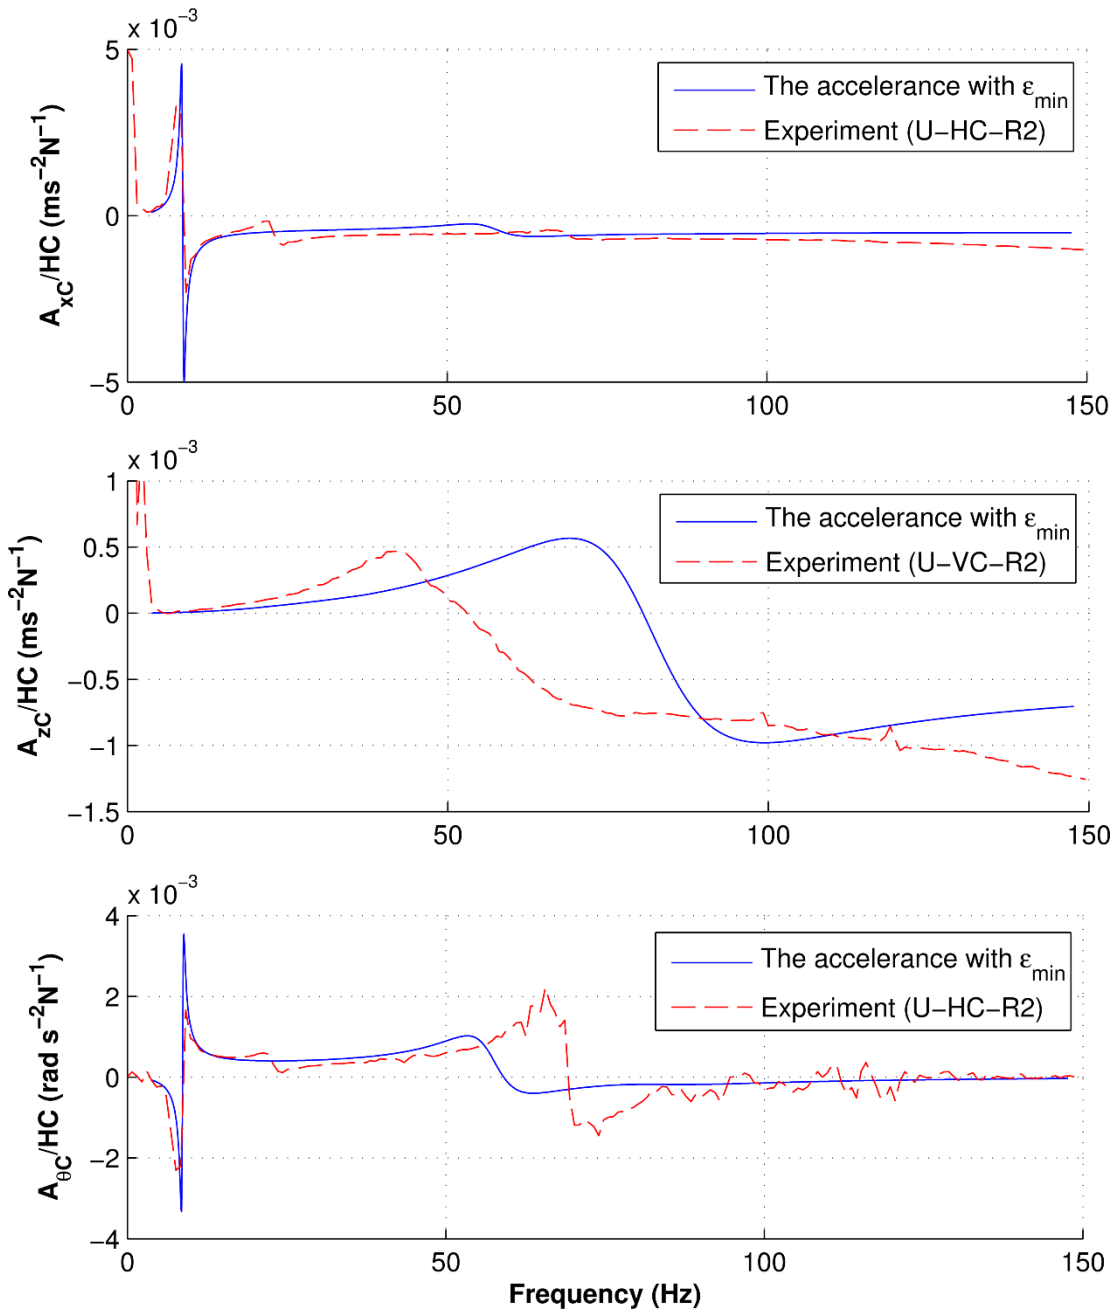 x 10⁻³
5
0
−5
A_xC/HC (ms⁻²N⁻¹)
The accelerance with ε_min
Experiment (U−HC−R2)
0 50 100 150
x 10⁻³
1
0.5
0
−0.5
−1
−1.5
A_zC/HC (ms⁻²N⁻¹)
The accelerance with ε_min
Experiment (U−VC−R2)
0 50 100 150
x 10⁻³
4
2
0
−2
−4
A_θC/HC (rad s⁻²N⁻¹)
The accelerance with ε_min
Experiment (U−HC−R2)
0 50 100 150
Frequency (Hz)